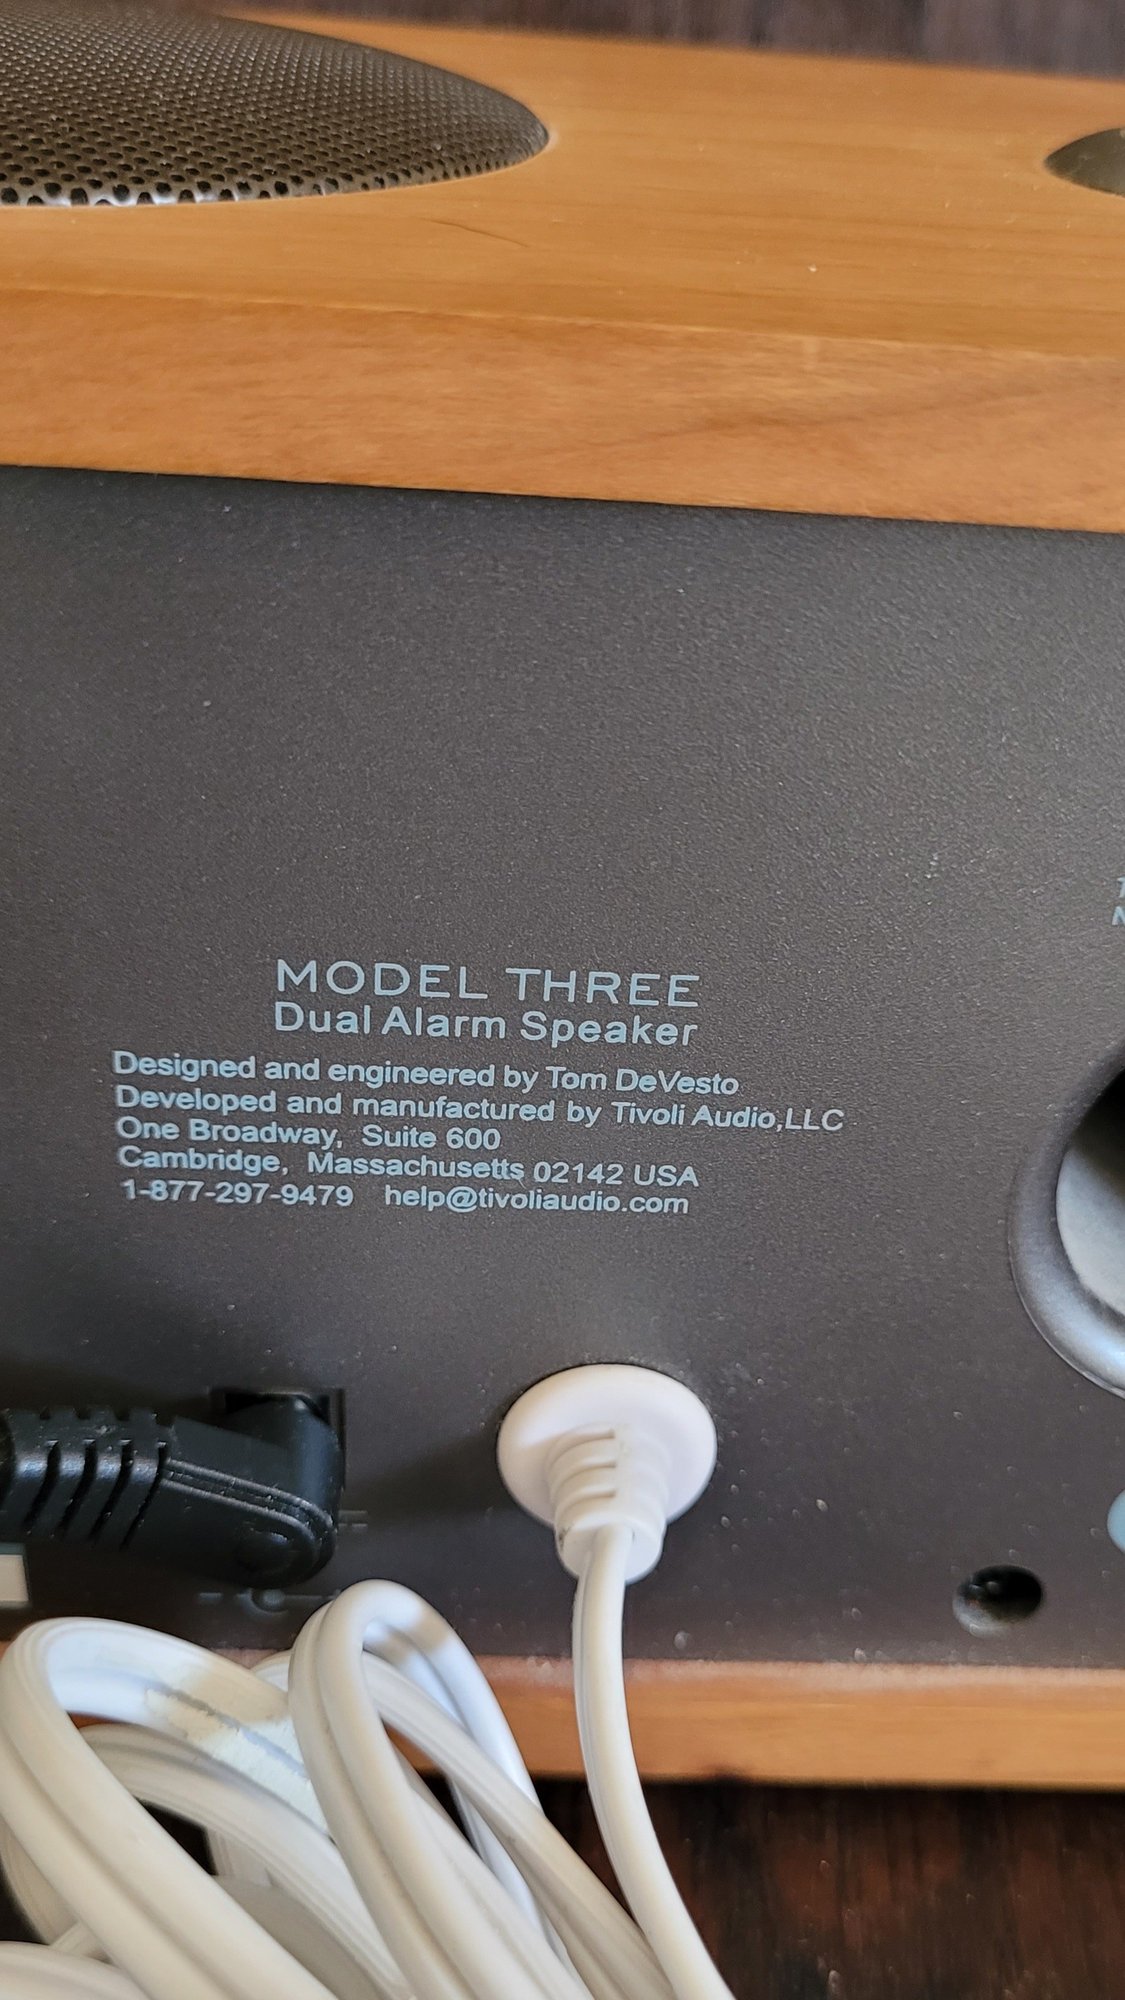 MODEL THREE
Dual Alarm Speaker
Designed and engineered by Tom DeVesto
Developed and manufactured by Tivoli Audio,LLC
One Broadway, Suite 600
Cambridge, Massachusetts 02142 USA
1-877-297-9479 help@tivoliaudio.com